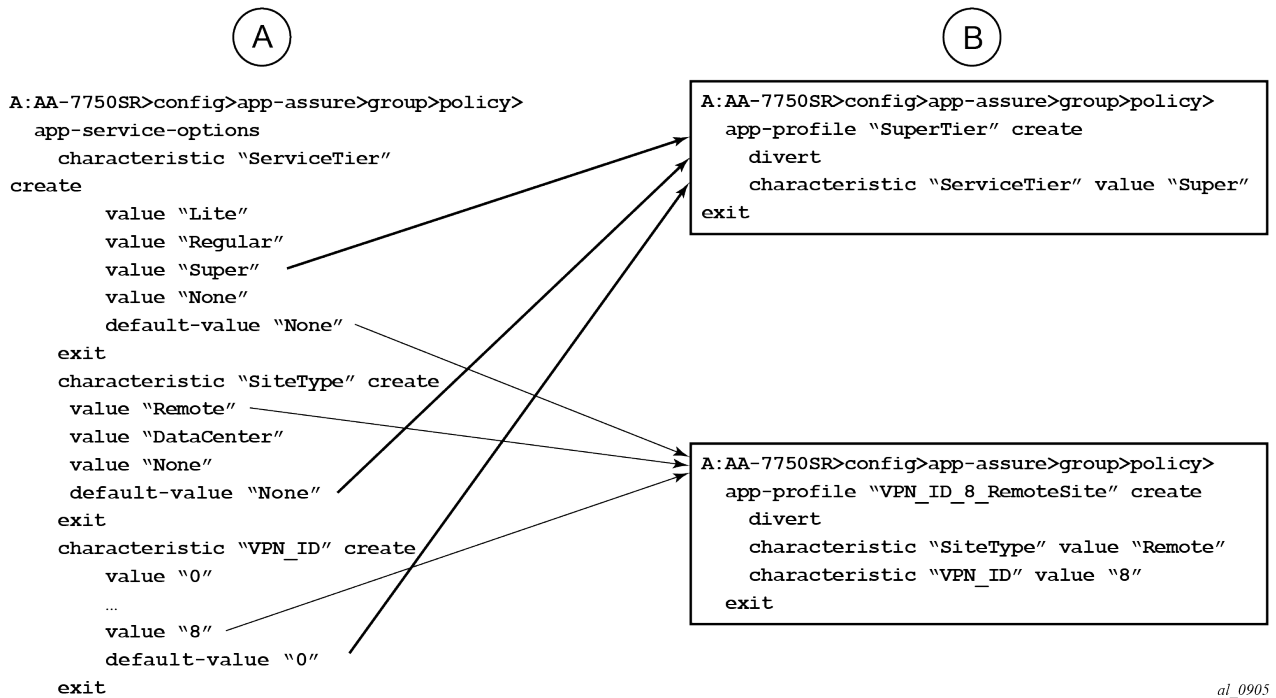 A
A:AA-7750SR>config>app-assure>group>policy>
app-service-options
characteristic “ServiceTier”
create
value “Lite”
value “Regular”
value “Super”
value “None”
default-value “None”
exit
characteristic “SiteType” create
value “Remote”
value “DataCenter”
value “None”
default-value “None”
exit
characteristic “VPN_ID” create
value “0”
...
value “8”
default-value “0”
exit
B
A:AA-7750SR>config>app-assure>group>policy>
app-profile “SuperTier” create
divert
characteristic “ServiceTier” value “Super”
exit
A:AA-7750SR>config>app-assure>group>policy>
app-profile “VPN_ID_8_RemoteSite” create
divert
characteristic “SiteType” value “Remote”
characteristic “VPN_ID” value “8”
exit
al_0905